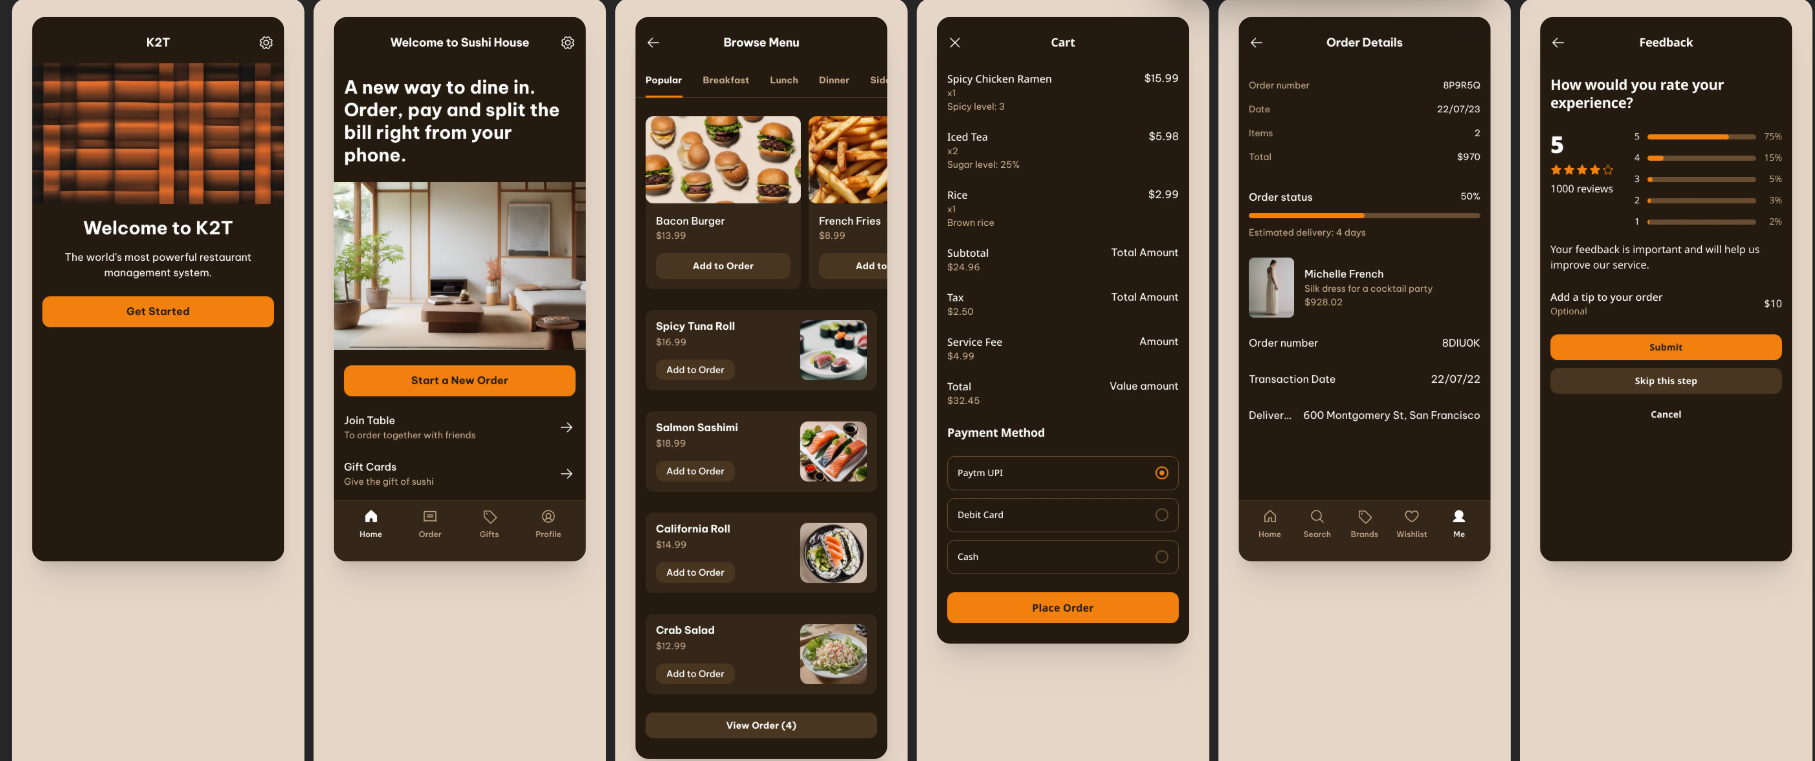 K2T
Welcome to K2T
The world's most powerful restaurant
management system.
Get Started
Welcome to Sushi House
A new way to dine in.
Order, pay and split the
bill right from your
phone.
Start a New Order
Join Table
To order together with friends
Gift Cards
Give the gift of sushi
Home Order Gifts Profile
Browse Menu
Popular Breakfast Lunch Dinner Sid
Bacon Burger
$13.99
Add to Order
French Fries
$8.99
Add to
Spicy Tuna Roll
$16.99
Add to Order
Salmon Sashimi
$18.99
Add to Order
California Roll
$14.99
Add to Order
Crab Salad
$12.99
Add to Order
View Order (4)
Cart
Spicy Chicken Ramen $15.99
x1
Spicy level: 3
Iced Tea $5.98
x2
Sugar level: 25%
Rice $2.99
x1
Brown rice
Subtotal Total Amount
$24.96
Tax Total Amount
$2.50
Service Fee Amount
$4.99
Total Value amount
$32.45
Payment Method
Paytm UPI
Debit Card
Cash
Place Order
Order Details
Order number 8P9R5Q
Date 22/07/23
Items 2
Total $970
Order status 50%
Estimated delivery: 4 days
Michelle French
Silk dress for a cocktail party
$928.02
Order number 8DIU0K
Transaction Date 22/07/22
Deliver... 600 Montgomery St, San Francisco
Home Search Brands Wishlist Me
Feedback
How would you rate your
experience?
5
1000 reviews
5 75%
4 15%
3 5%
2 3%
1 2%
Your feedback is important and will help us
improve our service.
Add a tip to your order $10
Optional
Submit
Skip this step
Cancel